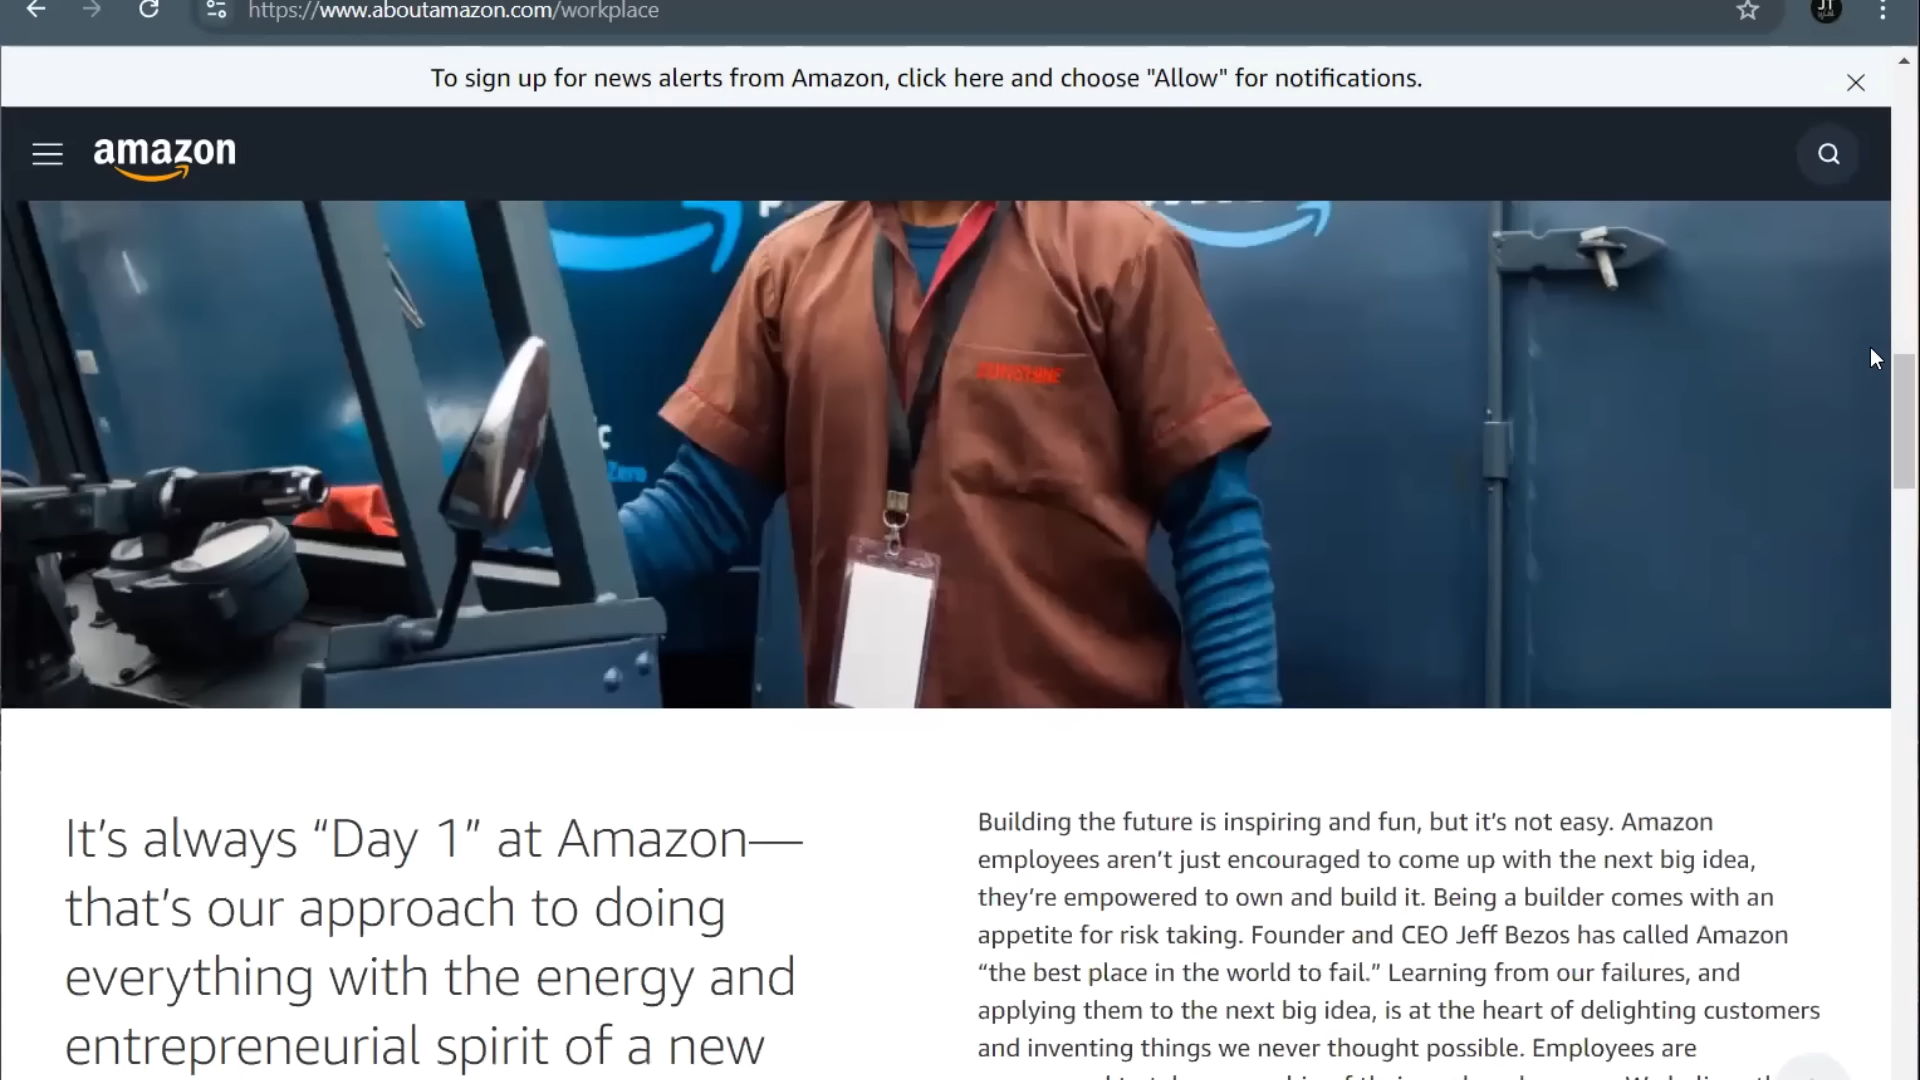 https://www.aboutamazon.com/workplace
JT
To sign up for news alerts from Amazon, click here and choose "Allow" for notifications.
amazon
SUNSHINE
Zero
It’s always “Day 1” at Amazon—
that’s our approach to doing
everything with the energy and
entrepreneurial spirit of a new
Building the future is inspiring and fun, but it’s not easy. Amazon
employees aren’t just encouraged to come up with the next big idea,
they’re empowered to own and build it. Being a builder comes with an
appetite for risk taking. Founder and CEO Jeff Bezos has called Amazon
“the best place in the world to fail.” Learning from our failures, and
applying them to the next big idea, is at the heart of delighting customers
and inventing things we never thought possible. Employees are